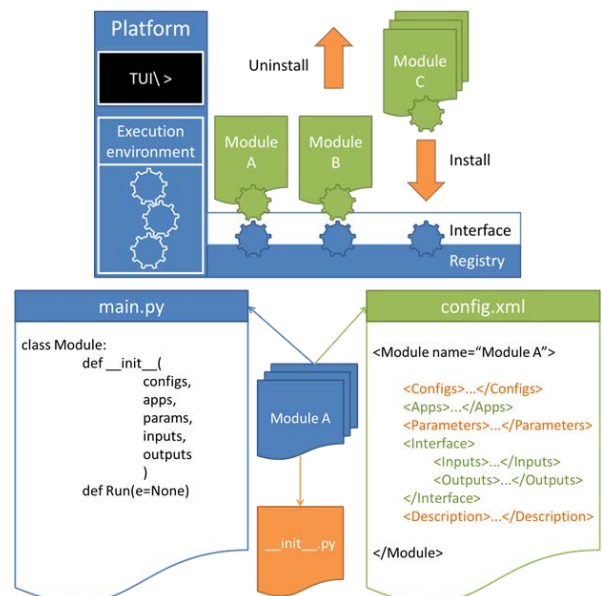 Platform
TUI\ >
Execution
environment
Uninstall
Module
C
Module
A
Module
B
Install
Interface
Registry
main.py
class Module:
def __init__(
configs,
apps,
params,
inputs,
outputs
)
def Run(e=None)
Module A
__init__.py
config.xml
<Module name=“Module A”>
<Configs>...</Configs>
<Apps>...</Apps>
<Parameters>...</Parameters>
<Interface>
<Inputs>...</Inputs>
<Outputs>...</Outputs>
</Interface>
<Description>...</Description>
</Module>